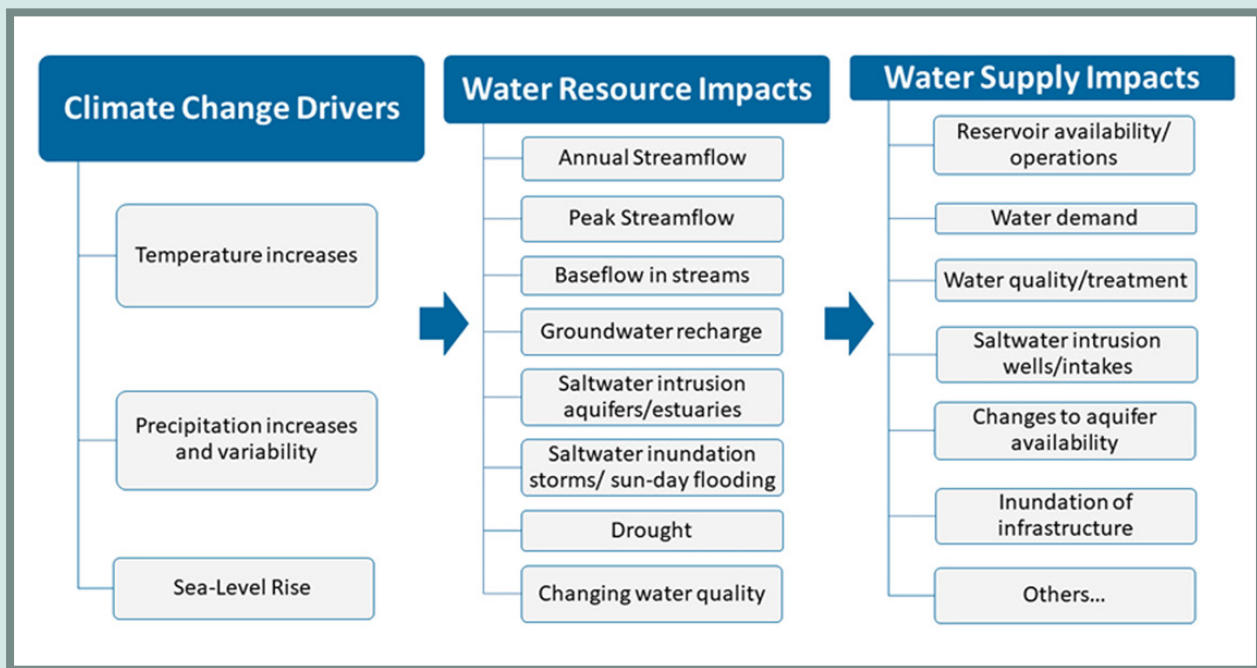 Climate Change Drivers
Temperature increases
Precipitation increases
and variability
Sea-Level Rise
Water Resource Impacts
Annual Streamflow
Peak Streamflow
Baseflow in streams
Groundwater recharge
Saltwater intrusion
aquifers/estuaries
Saltwater inundation
storms/ sun-day flooding
Drought
Changing water quality
Water Supply Impacts
Reservoir availability/
operations
Water demand
Water quality/treatment
Saltwater intrusion
wells/intakes
Changes to aquifer
availability
Inundation of
infrastructure
Others...